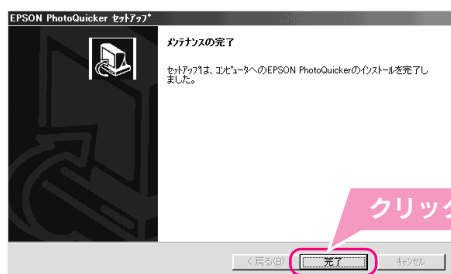 EPSON PhotoQuicker セットアップ
メンテナンスの完了
セットアップは、コンピュータへのEPSON PhotoQuickerのインストールを完了し
ました。
クリック
< 戻る(B)
完了
キャンセル